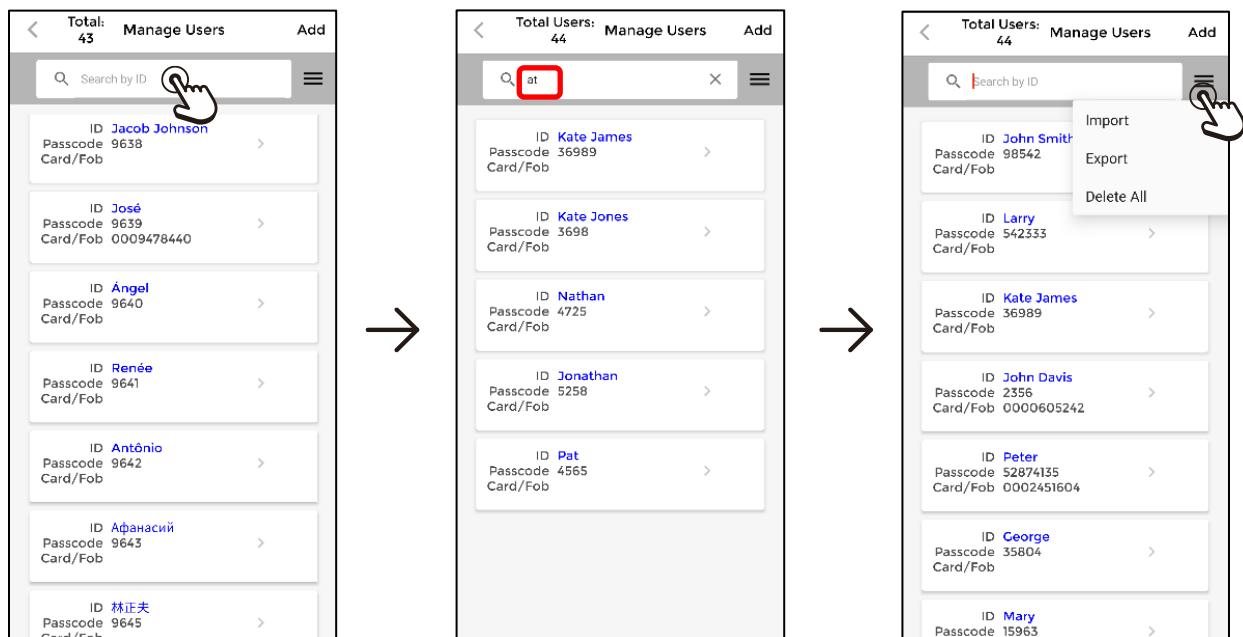 Total:
43
Manage Users
Add
Search by ID
ID Jacob Johnson
Passcode 9638
Card/Fob
ID José
Passcode 9639
Card/Fob 0009478440
ID Ángel
Passcode 9640
Card/Fob
ID Renée
Passcode 9641
Card/Fob
ID Antônio
Passcode 9642
Card/Fob
ID Афанасий
Passcode 9643
Card/Fob
ID 林正夫
Passcode 9645
Card/Fob
Total Users:
44
Manage Users
Add
at
ID Kate James
Passcode 36989
Card/Fob
ID Kate Jones
Passcode 3698
Card/Fob
ID Nathan
Passcode 4725
Card/Fob
ID Jonathan
Passcode 5258
Card/Fob
ID Pat
Passcode 4565
Card/Fob
Total Users:
44
Manage Users
Add
Search by ID
Import
Export
Delete All
ID John Smith
Passcode 98542
Card/Fob
ID Larry
Passcode 542333
Card/Fob
ID Kate James
Passcode 36989
Card/Fob
ID John Davis
Passcode 2356
Card/Fob 0000605242
ID Peter
Passcode 52874135
Card/Fob 0002451604
ID George
Passcode 35804
Card/Fob
ID Mary
Passcode 15963